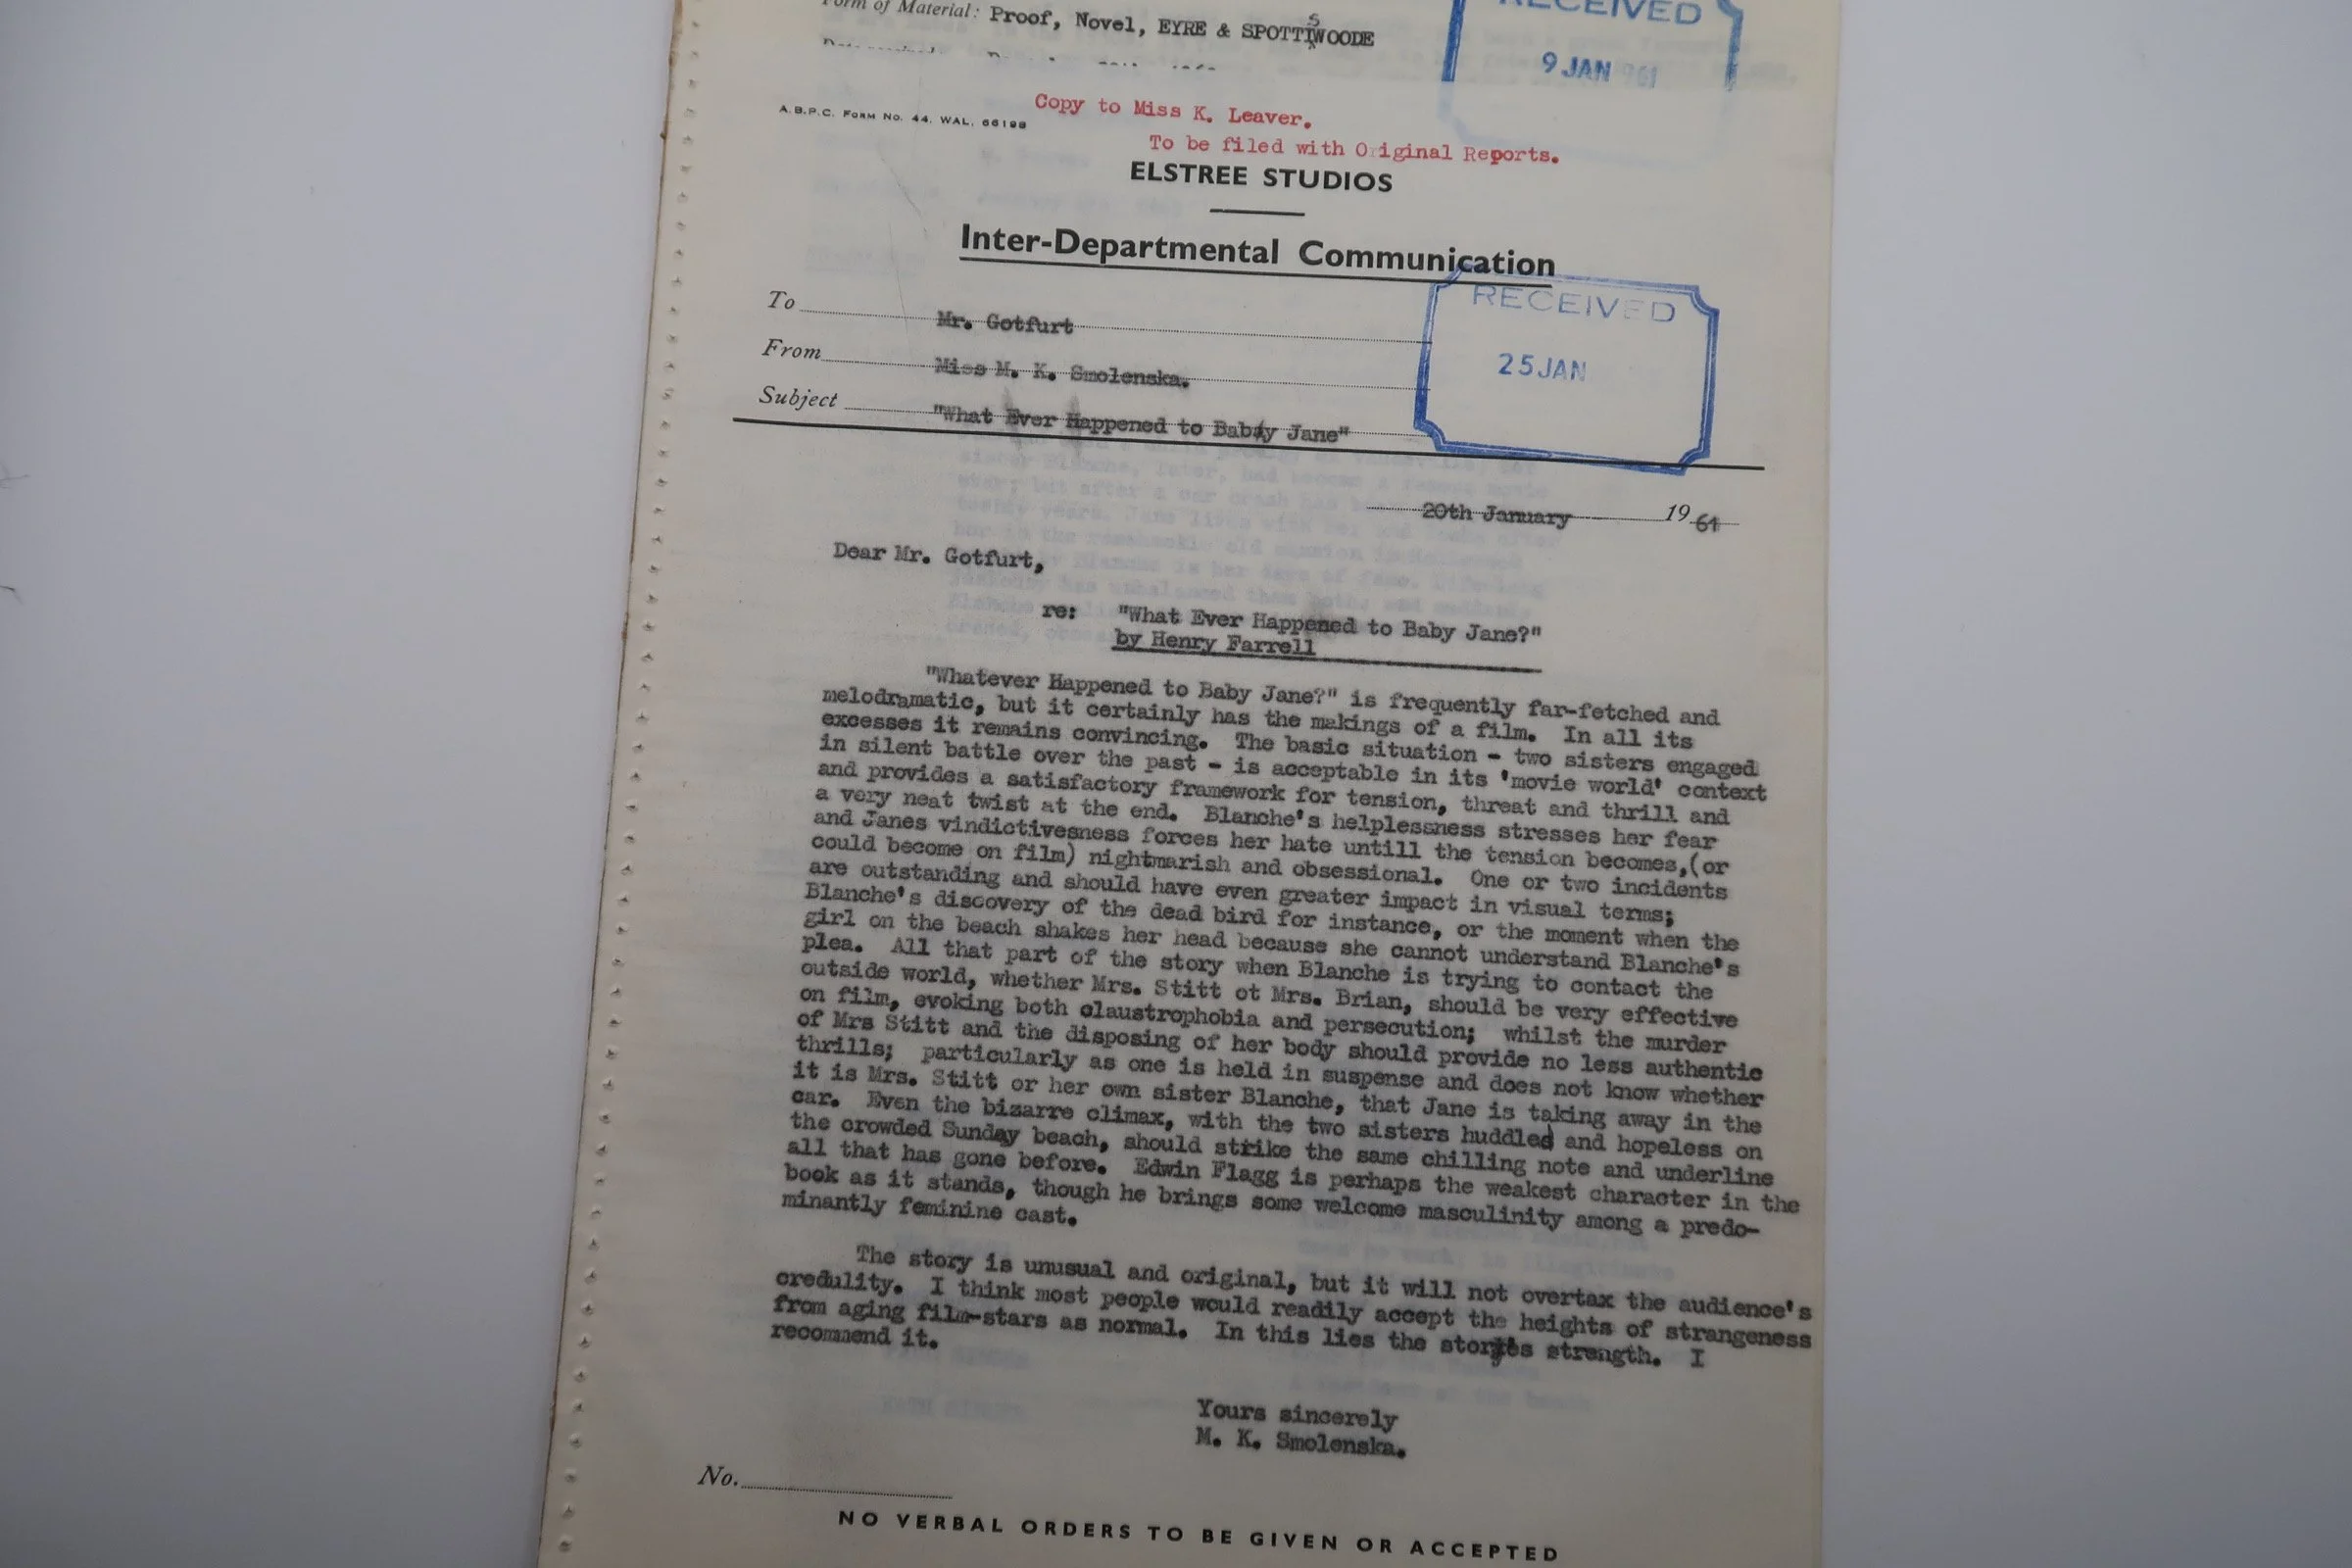 Form of Material: Proof, Novel, EYRE & SPOTTISWOODE
RECEIVED
9 JAN 61
A.B.P.C. FORM NO. 44. WAL. 66198
Copy to Miss K. Leaver.
To be filed with Original Reports.
ELSTREE STUDIOS
Inter-Departmental Communication
RECEIVED
25 JAN
To Mr. Gotfurt
From Miss M. K. Smolenska.
Subject "What Ever Happened to Baby Jane"
20th January 1961
Dear Mr. Gotfurt,
re: "What Ever Happened to Baby Jane?"
by Henry Farrell
"Whatever Happened to Baby Jane?" is frequently far-fetched and
melodramatic, but it certainly has the makings of a film. In all its
excesses it remains convincing. The basic situation - two sisters engaged
in silent battle over the past - is acceptable in its 'movie world' context
and provides a satisfactory framework for tension, threat and thrill and
a very neat twist at the end. Blanche's helplessness stresses her fear
and Janes vindictivesness forces her hate untill the tension becomes,(or
could become on film) nightmarish and obsessional. One or two incidents
are outstanding and should have even greater impact in visual terms;
Blanche's discovery of the dead bird for instance, or the moment when the
girl on the beach shakes her head because she cannot understand Blanche's
plea. All that part of the story when Blanche is trying to contact the
outside world, whether Mrs. Stitt ot Mrs. Brian, should be very effective
on film, evoking both claustrophobia and persecution; whilst the murder
of Mrs Stitt and the disposing of her body should provide no less authentic
thrills; particularly as one is held in suspense and does not know whether
it is Mrs. Stitt or her own sister Blanche, that Jane is taking away in the
car. Even the bizarre climax, with the two sisters huddled and hopeless on
the crowded Sunday beach, should strike the same chilling note and underline
all that has gone before. Edwin Flagg is perhaps the weakest character in the
book as it stands, though he brings some welcome masculinity among a predo-
minantly feminine cast.
The story is unusual and original, but it will not overtax the audience's
credulity. I think most people would readily accept the heights of strangeness
from aging film-stars as normal. In this lies the stories strength. I
recommend it.
Yours sincerely
M. K. Smolenska.
No.
NO VERBAL ORDERS TO BE GIVEN OR ACCEPTED